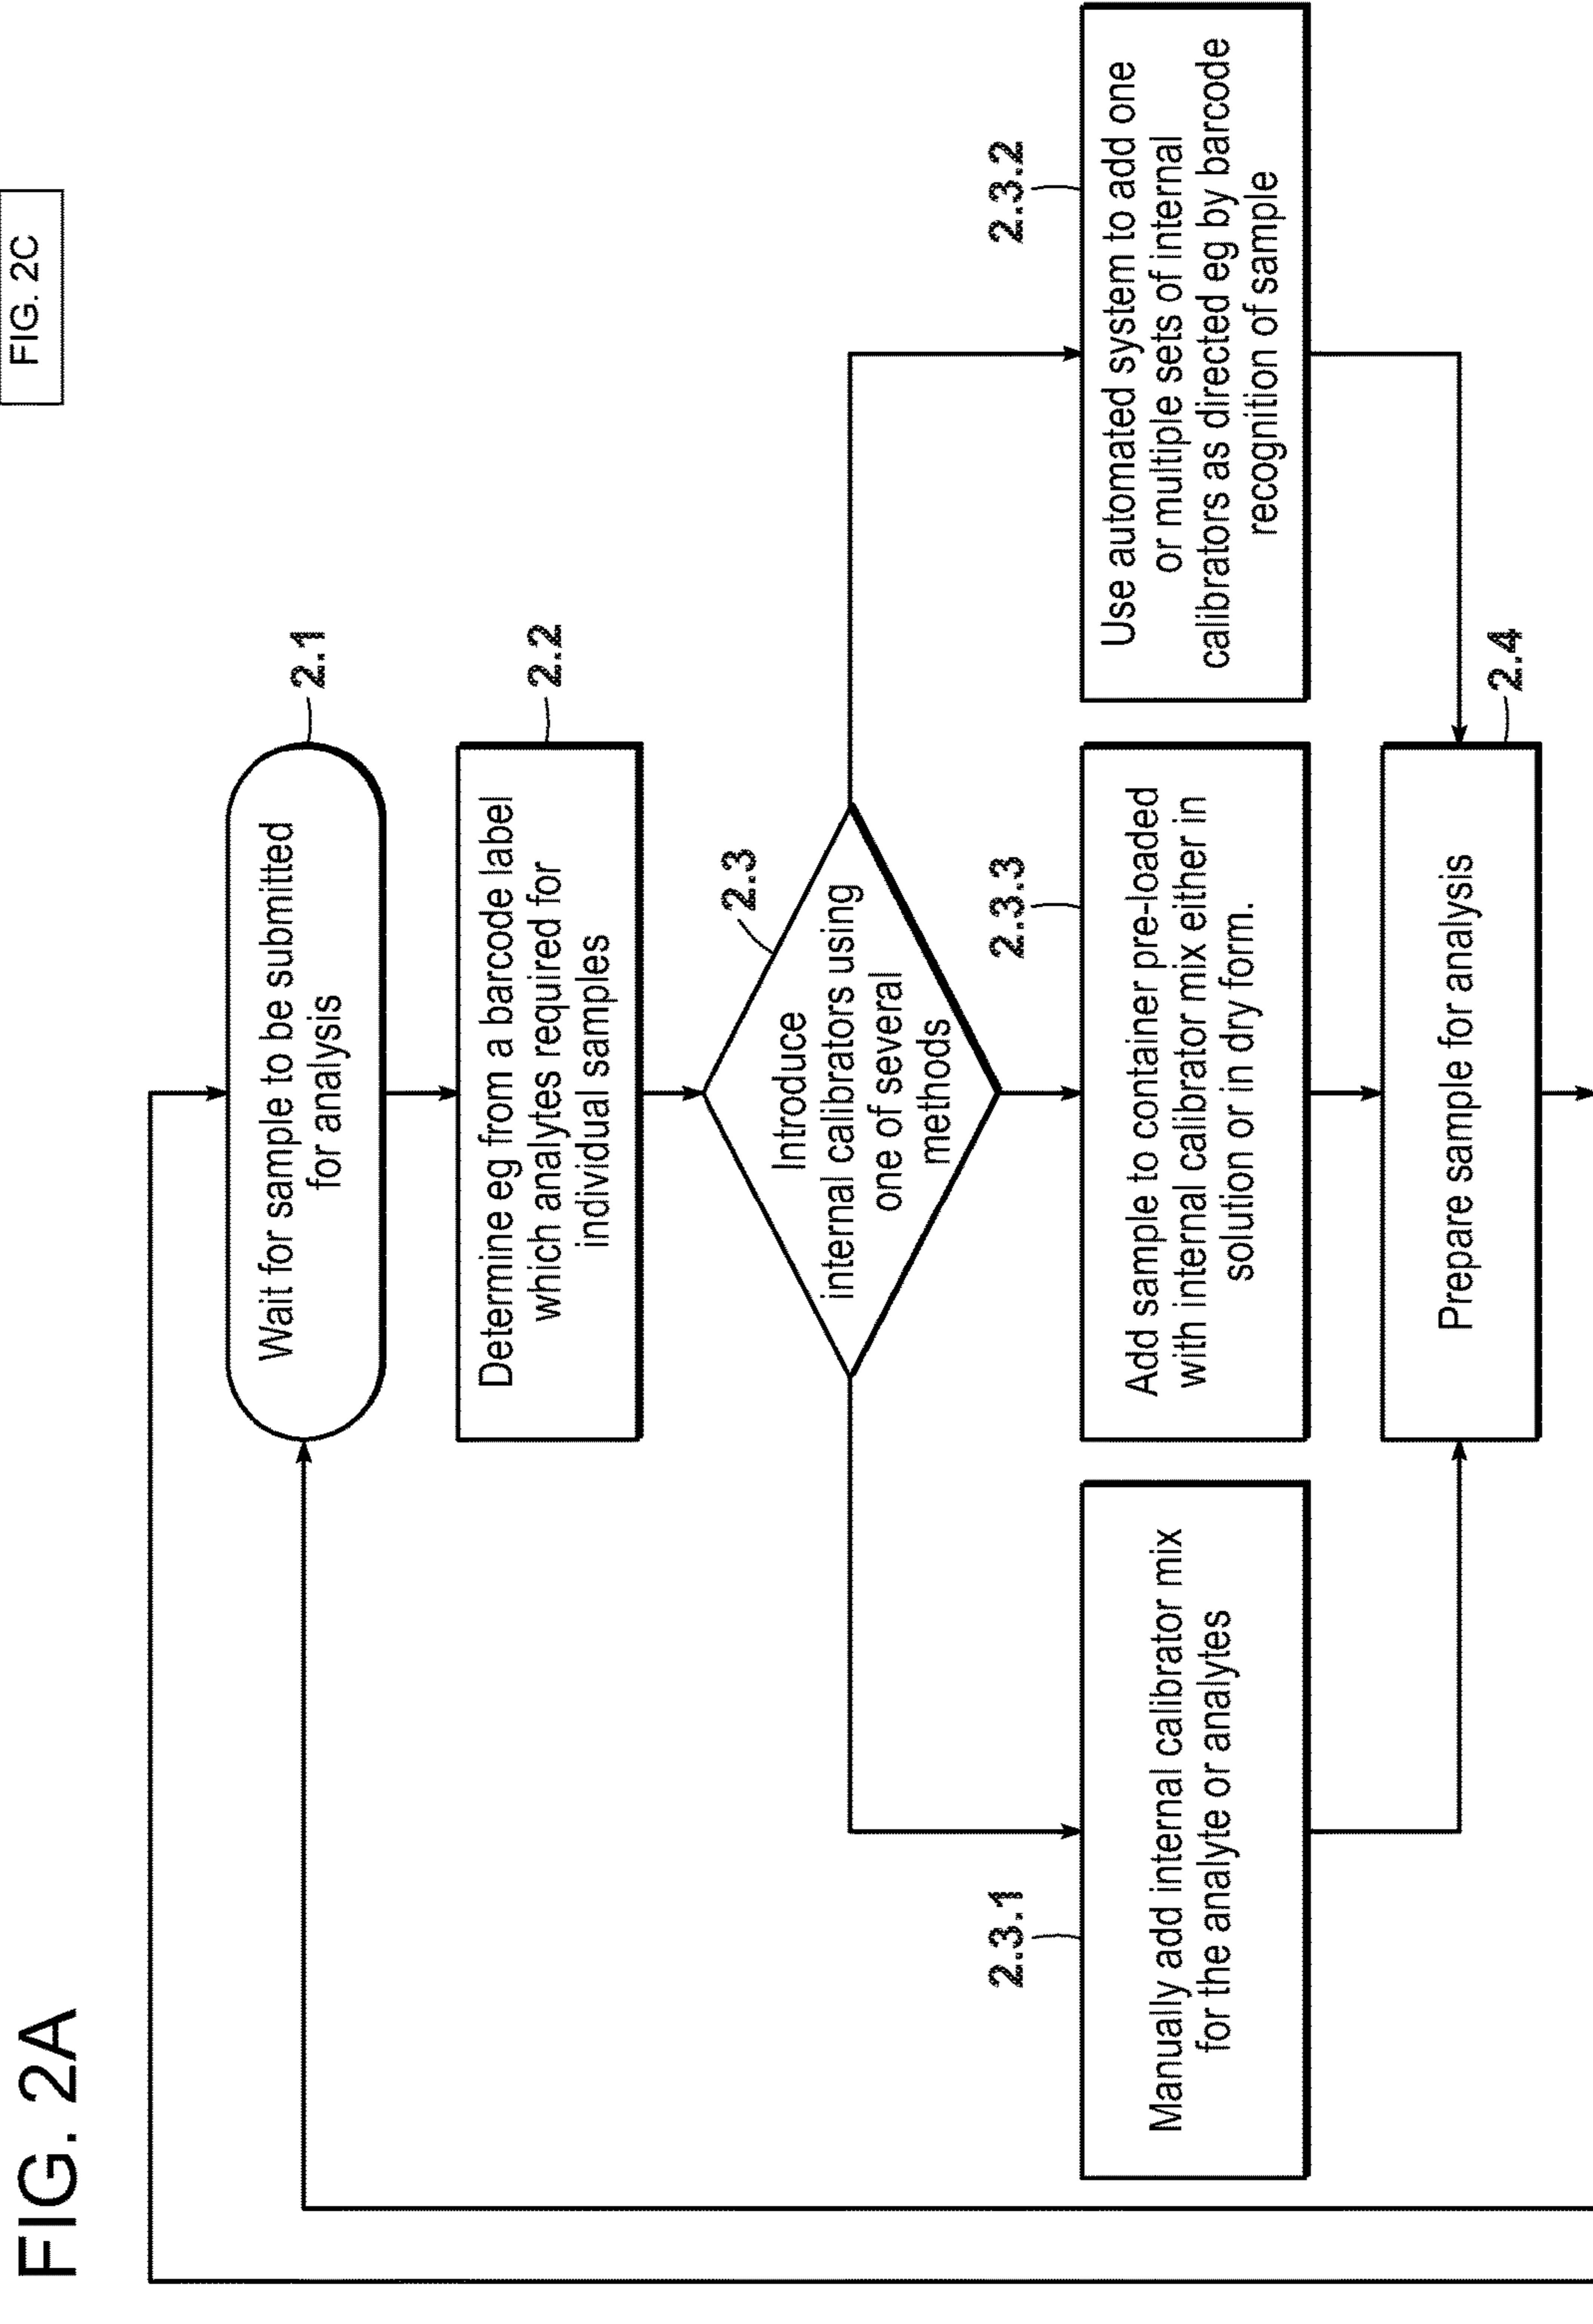 FIG. 2A
FIG. 2C
Wait for sample to be submitted
for analysis
2.1
Determine eg from a barcode label
which analytes required for
individual samples
2.2
Introduce
internal calibrators using
one of several
methods
2.3
2.3.1
Manually add internal calibrator mix
for the analyte or analytes
2.3.3
Add sample to container pre-loaded
with internal calibrator mix either in
solution or in dry form.
2.3.2
Use automated system to add one
or multiple sets of internal
calibrators as directed eg by barcode
recognition of sample
Prepare sample for analysis
2.4